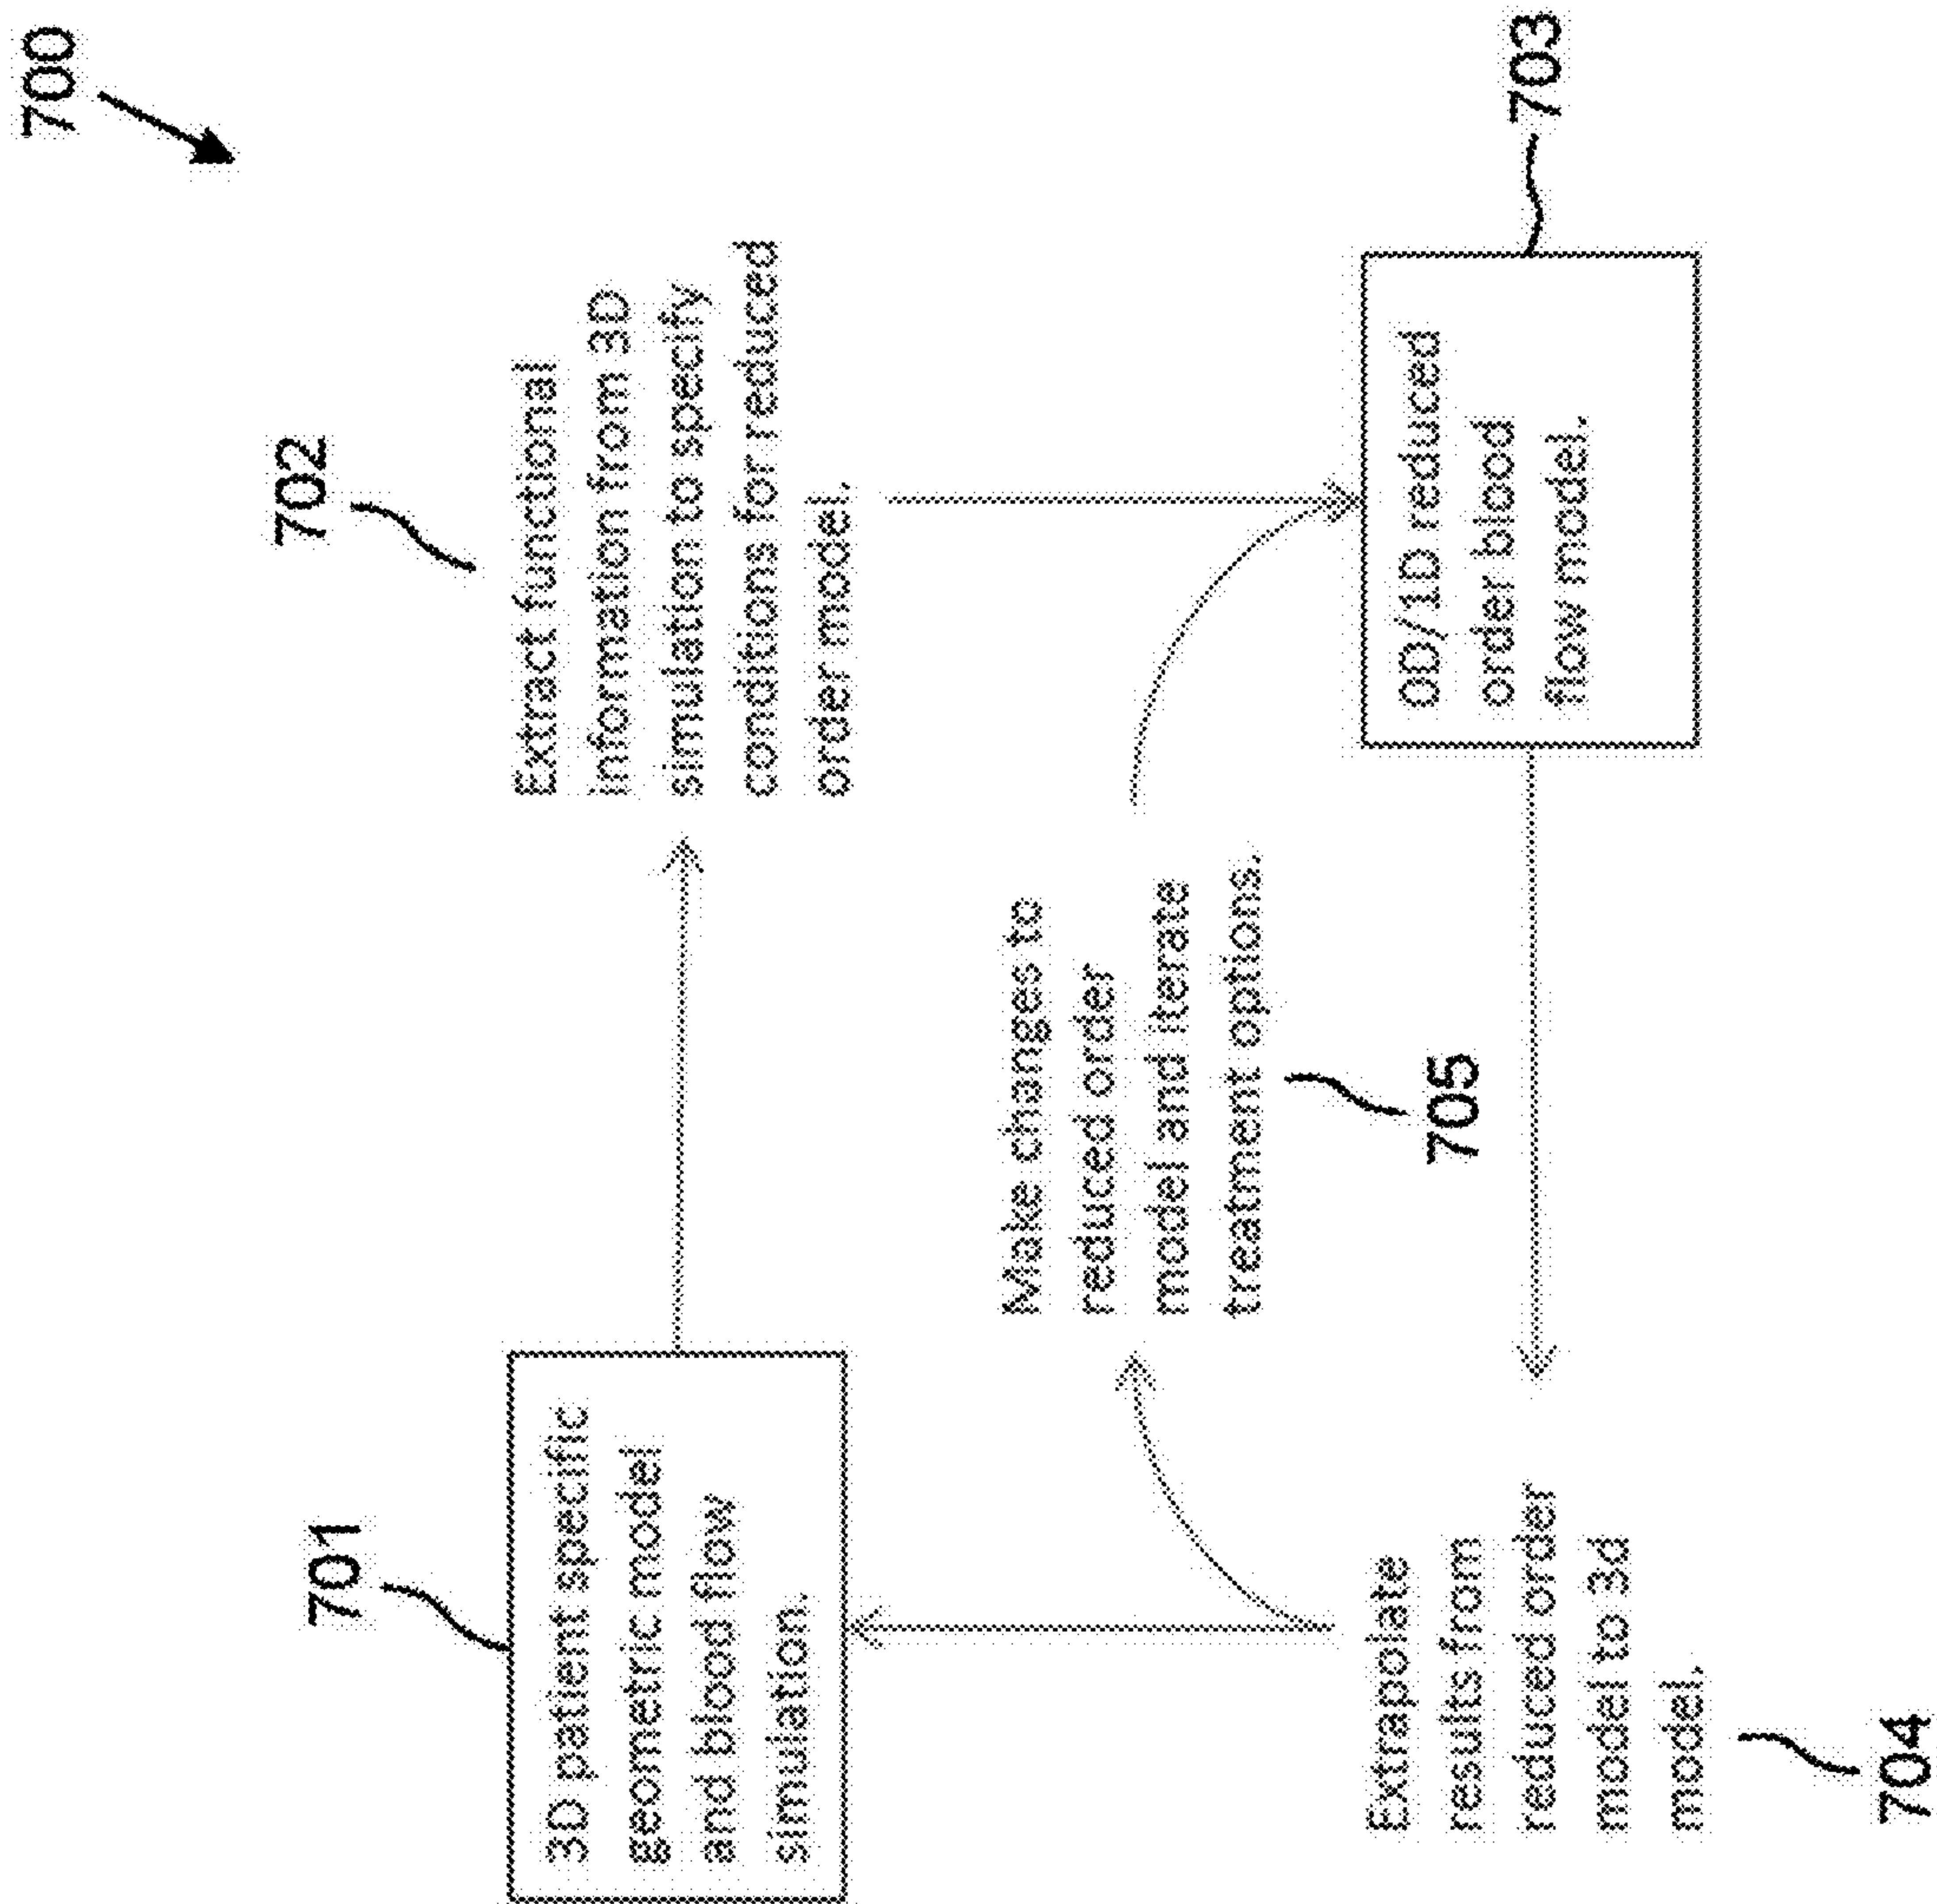 700
701
3D patient specific
geometric model
and blood flow
simulation.
702
Extract functional
information from 3D
simulation to specify
conditions for reduced
order model.
Make changes to
reduced order
model and iterate
treatment options.
705
Extrapolate
results from
reduced order
model to 3d
model.
704
0D/1D reduced
order blood
flow model.
703